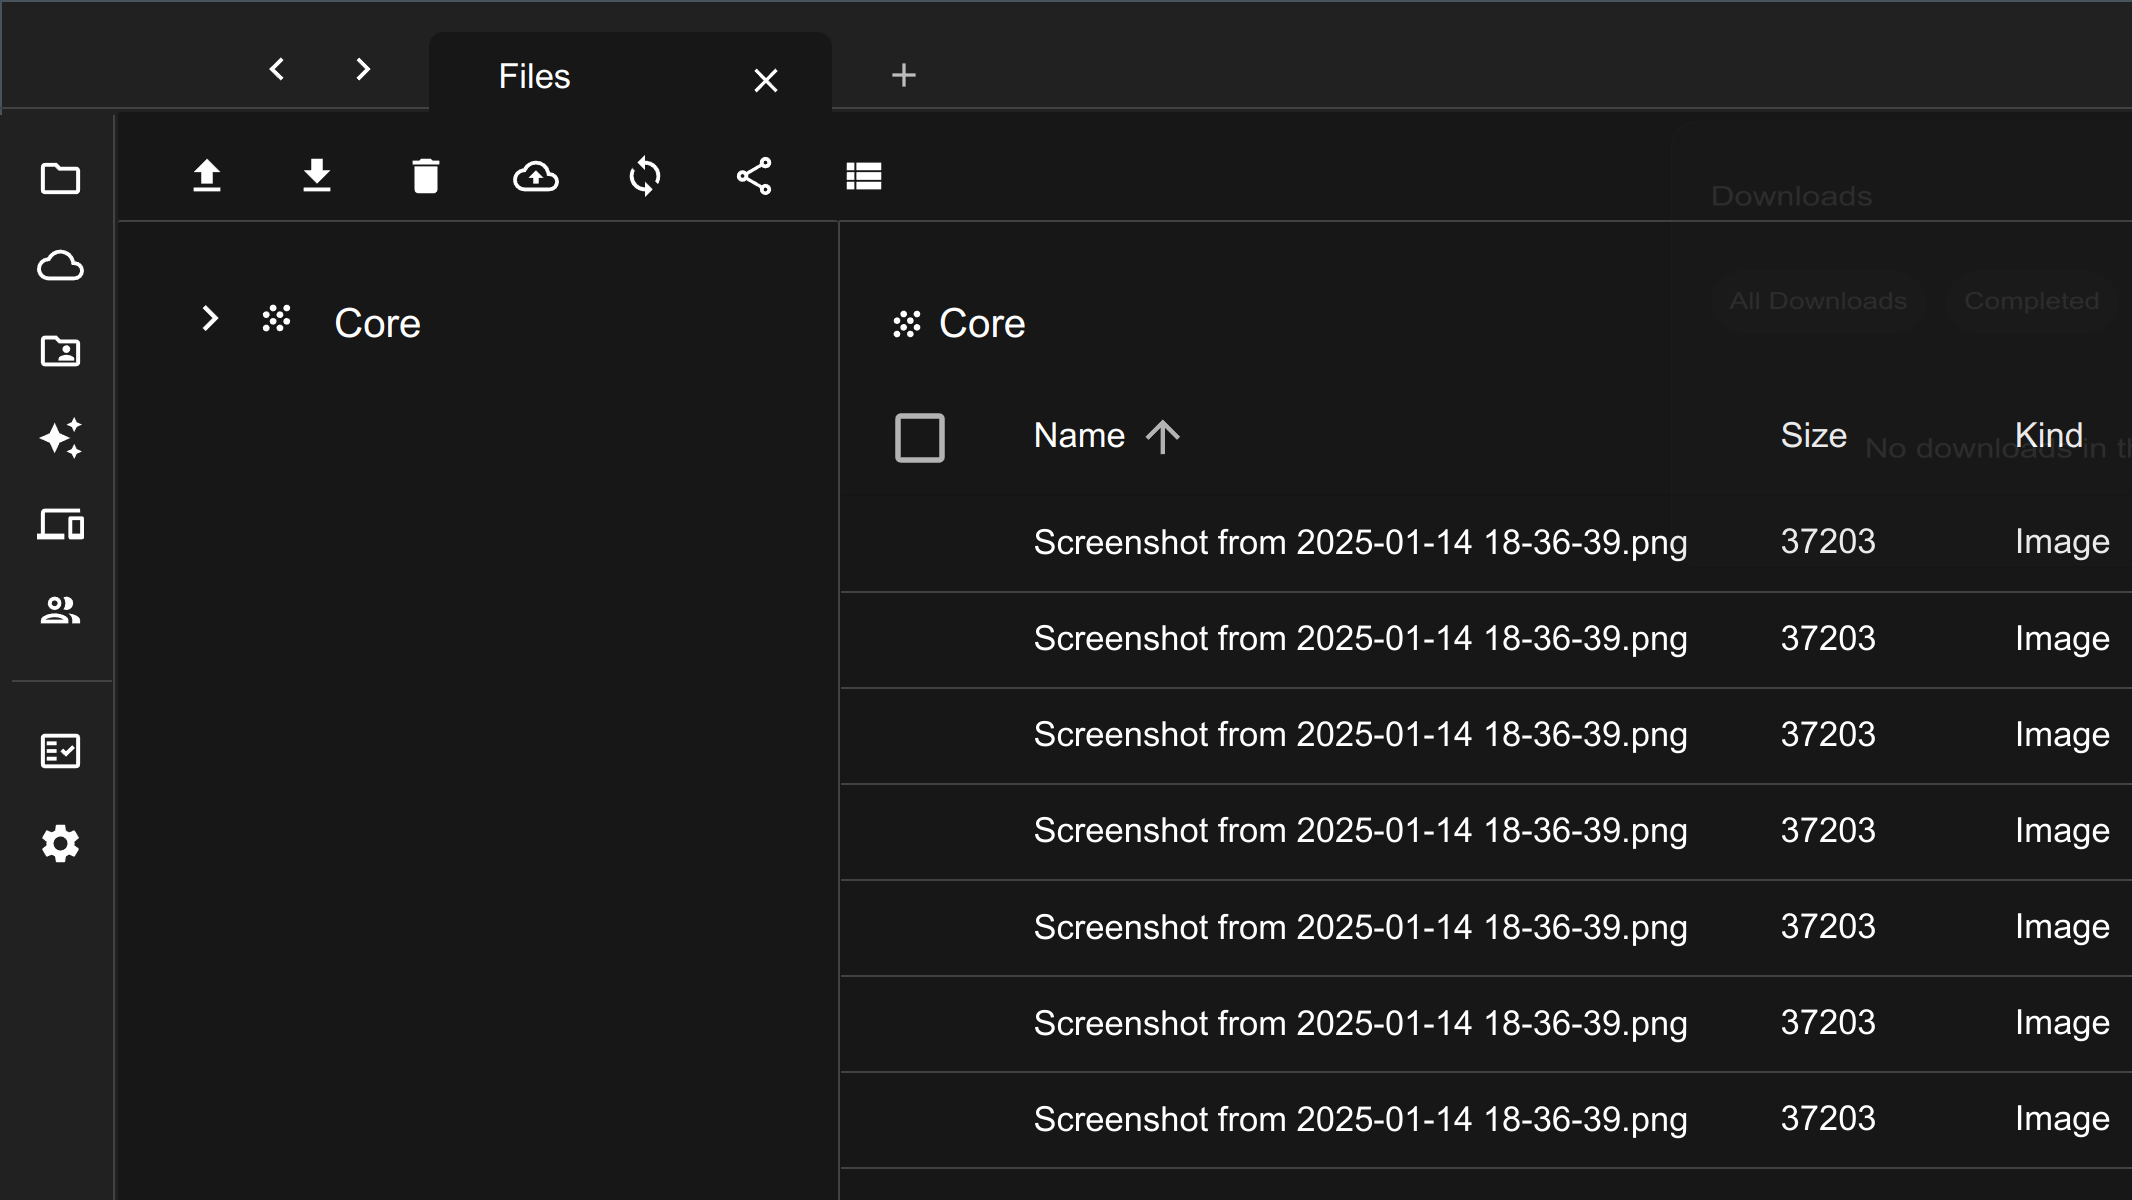 Files
Downloads
All Downloads Completed
Core
Core
Name Size Kind
No downloads in
Screenshot from 2025-01-14 18-36-39.png 37203 Image
Screenshot from 2025-01-14 18-36-39.png 37203 Image
Screenshot from 2025-01-14 18-36-39.png 37203 Image
Screenshot from 2025-01-14 18-36-39.png 37203 Image
Screenshot from 2025-01-14 18-36-39.png 37203 Image
Screenshot from 2025-01-14 18-36-39.png 37203 Image
Screenshot from 2025-01-14 18-36-39.png 37203 Image